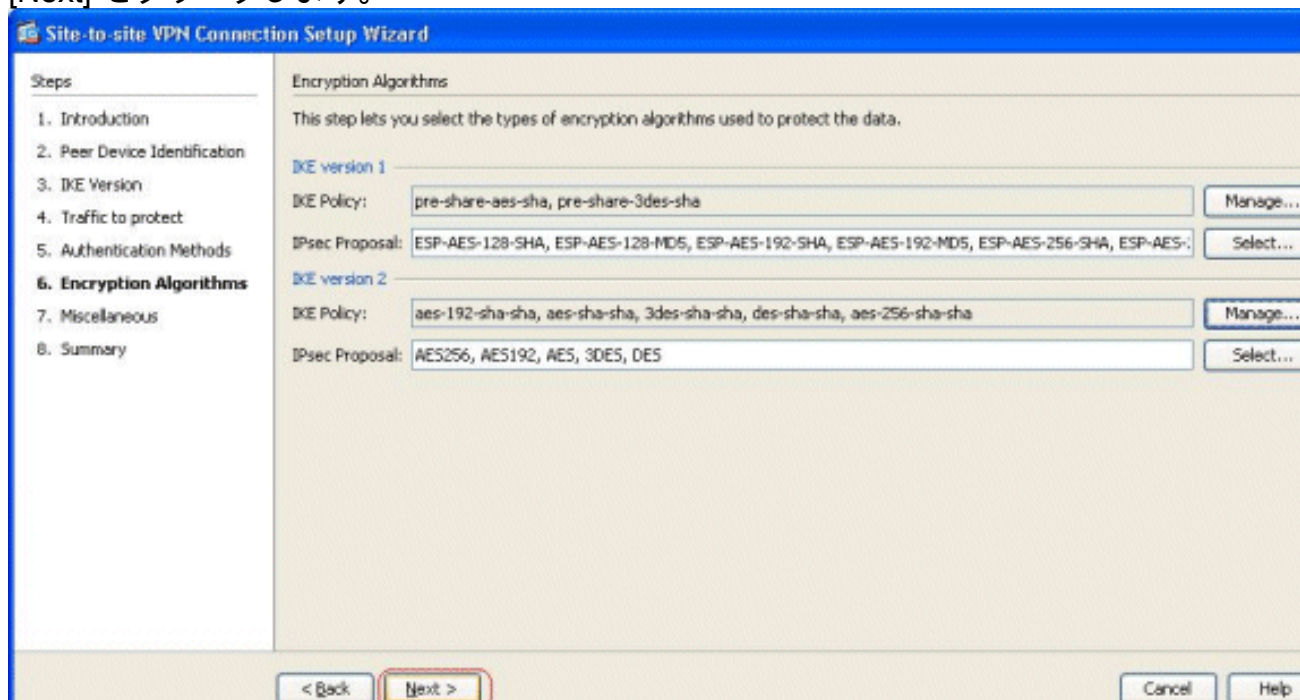 [Next] をクリックします。
Site-to-site VPN Connection Setup Wizard
Steps
1. Introduction
2. Peer Device Identification
3. IKE Version
4. Traffic to protect
5. Authentication Methods
6. Encryption Algorithms
7. Miscellaneous
8. Summary
Encryption Algorithms
This step lets you select the types of encryption algorithms used to protect the data.
IKE version 1
IKE Policy: pre-share-aes-sha, pre-share-3des-sha Manage...
IPsec Proposal: ESP-AES-128-SHA, ESP-AES-128-MD5, ESP-AES-192-SHA, ESP-AES-192-MD5, ESP-AES-256-SHA, ESP-AES- Select...
IKE version 2
IKE Policy: aes-192-sha-sha, aes-sha-sha, 3des-sha-sha, des-sha-sha, aes-256-sha-sha Manage...
IPsec Proposal: AES256, AES192, AES, 3DES, DES Select...
< Back Next > Cancel Help